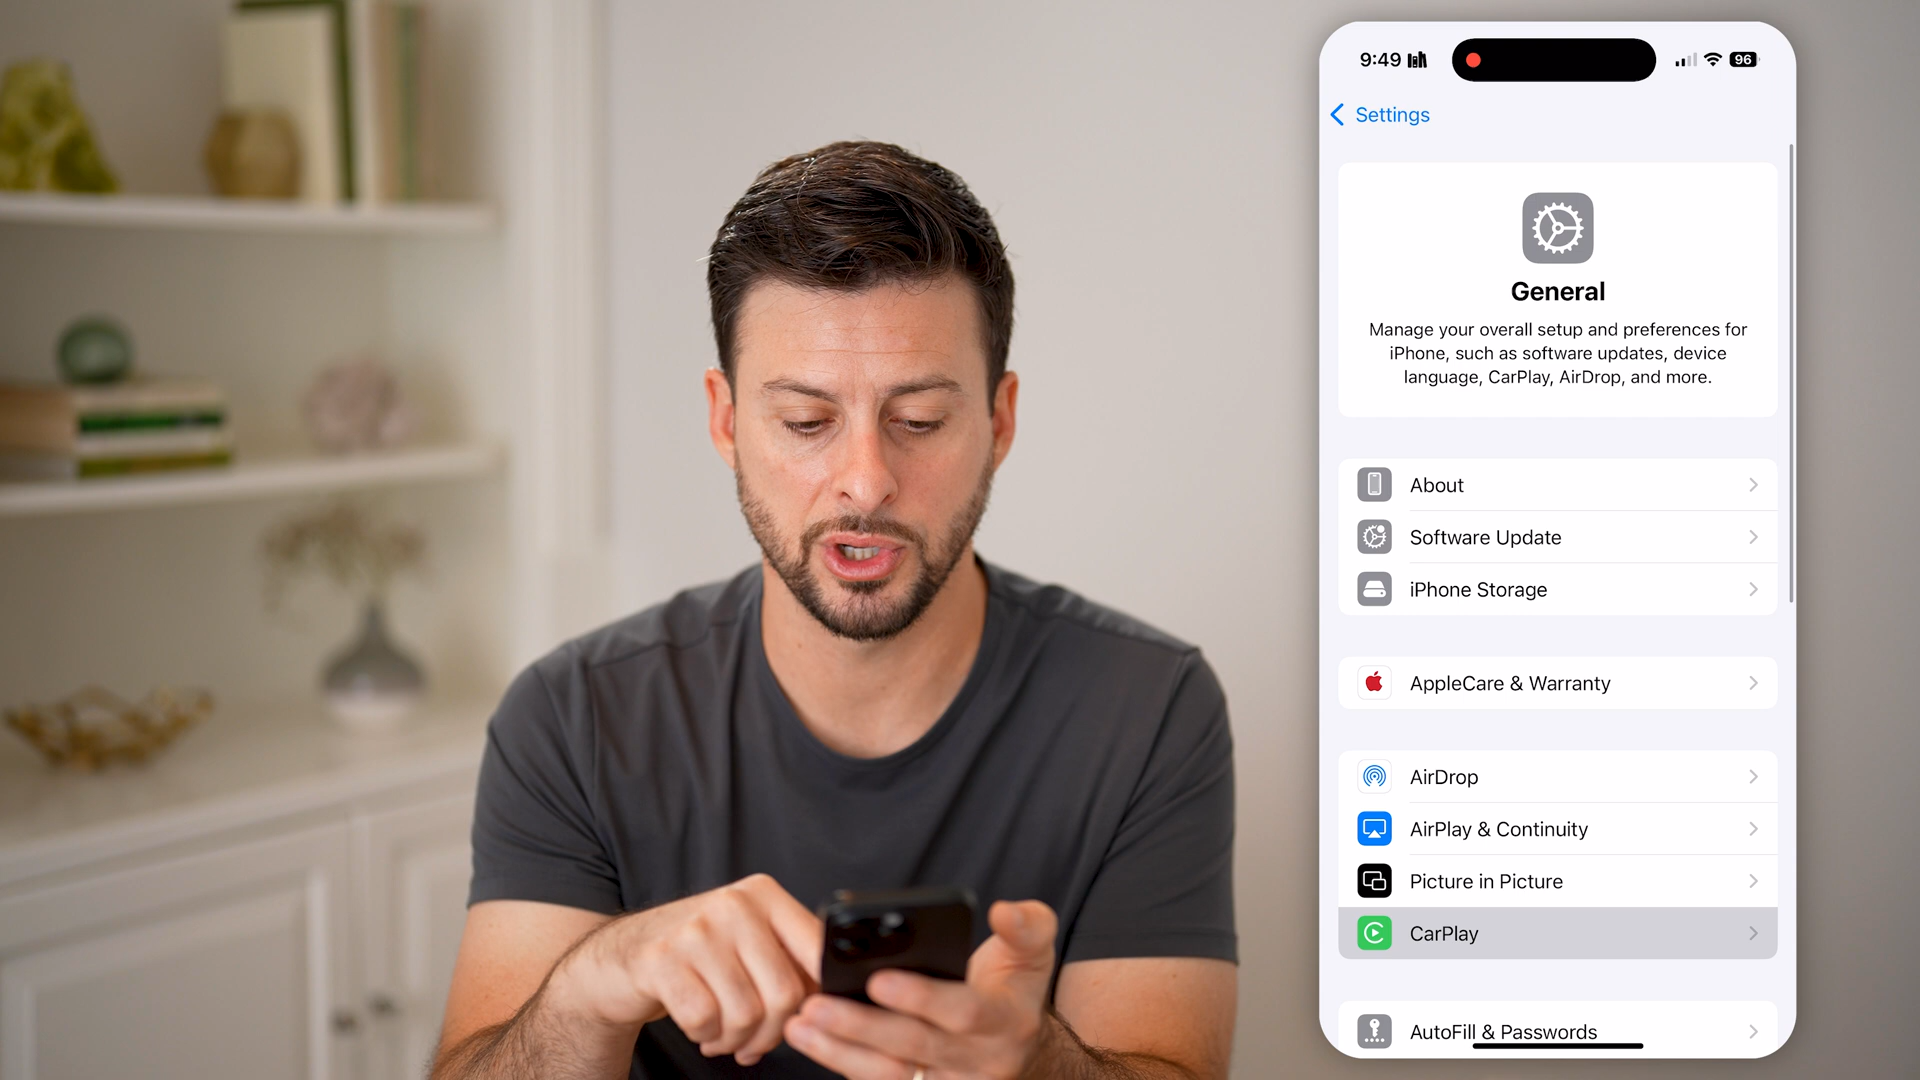 9:49
96
Settings
General
Manage your overall setup and preferences for
iPhone, such as software updates, device
language, CarPlay, AirDrop, and more.
About
Software Update
iPhone Storage
AppleCare & Warranty
AirDrop
AirPlay & Continuity
Picture in Picture
CarPlay
AutoFill & Passwords